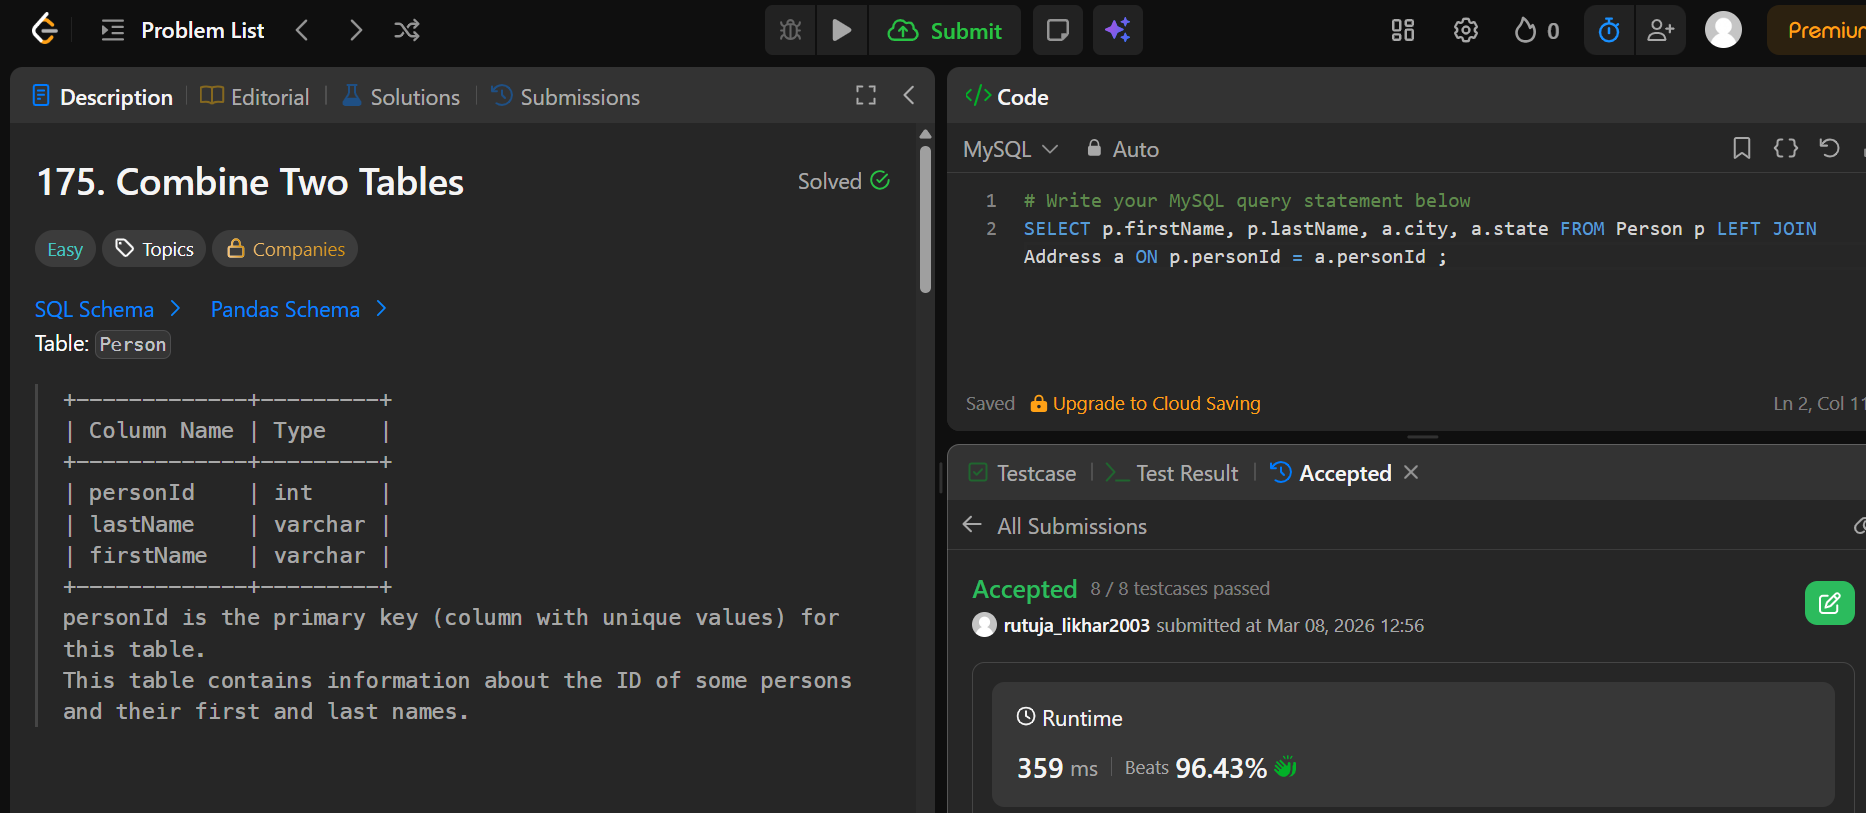 Problem List
Submit
0
Premium
Description
Editorial
Solutions
Submissions
175. Combine Two Tables
Solved
Easy
Topics
Companies
SQL Schema
Pandas Schema
Table: Person
+-------------+---------+
| Column Name | Type    |
+-------------+---------+
| personId    | int     |
| lastName    | varchar |
| firstName   | varchar |
+-------------+---------+
personId is the primary key (column with unique values) for
this table.
This table contains information about the ID of some persons
and their first and last names.
</> Code
MySQL
Auto
1 # Write your MySQL query statement below
2 SELECT p.firstName, p.lastName, a.city, a.state FROM Person p LEFT JOIN
Address a ON p.personId = a.personId ;
Saved
Upgrade to Cloud Saving
Ln 2, Col 11
Testcase
Test Result
Accepted
All Submissions
Accepted 8 / 8 testcases passed
rutuja_likhar2003 submitted at Mar 08, 2026 12:56
Runtime
359 ms
Beats 96.43%